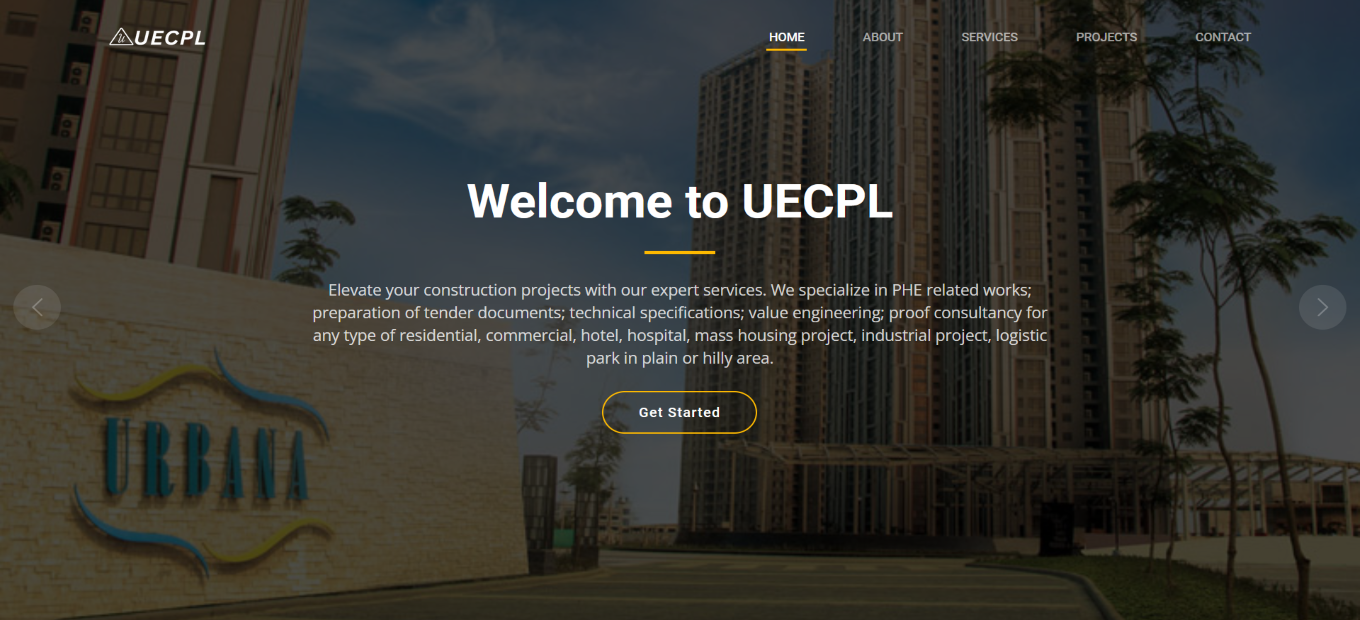 UECPL
HOME ABOUT SERVICES PROJECTS CONTACT
Welcome to UECPL
Elevate your construction projects with our expert services. We specialize in PHE related works;
preparation of tender documents; technical specifications; value engineering; proof consultancy for
any type of residential, commercial, hotel, hospital, mass housing project, industrial project, logistic
park in plain or hilly area.
Get Started
URBANA